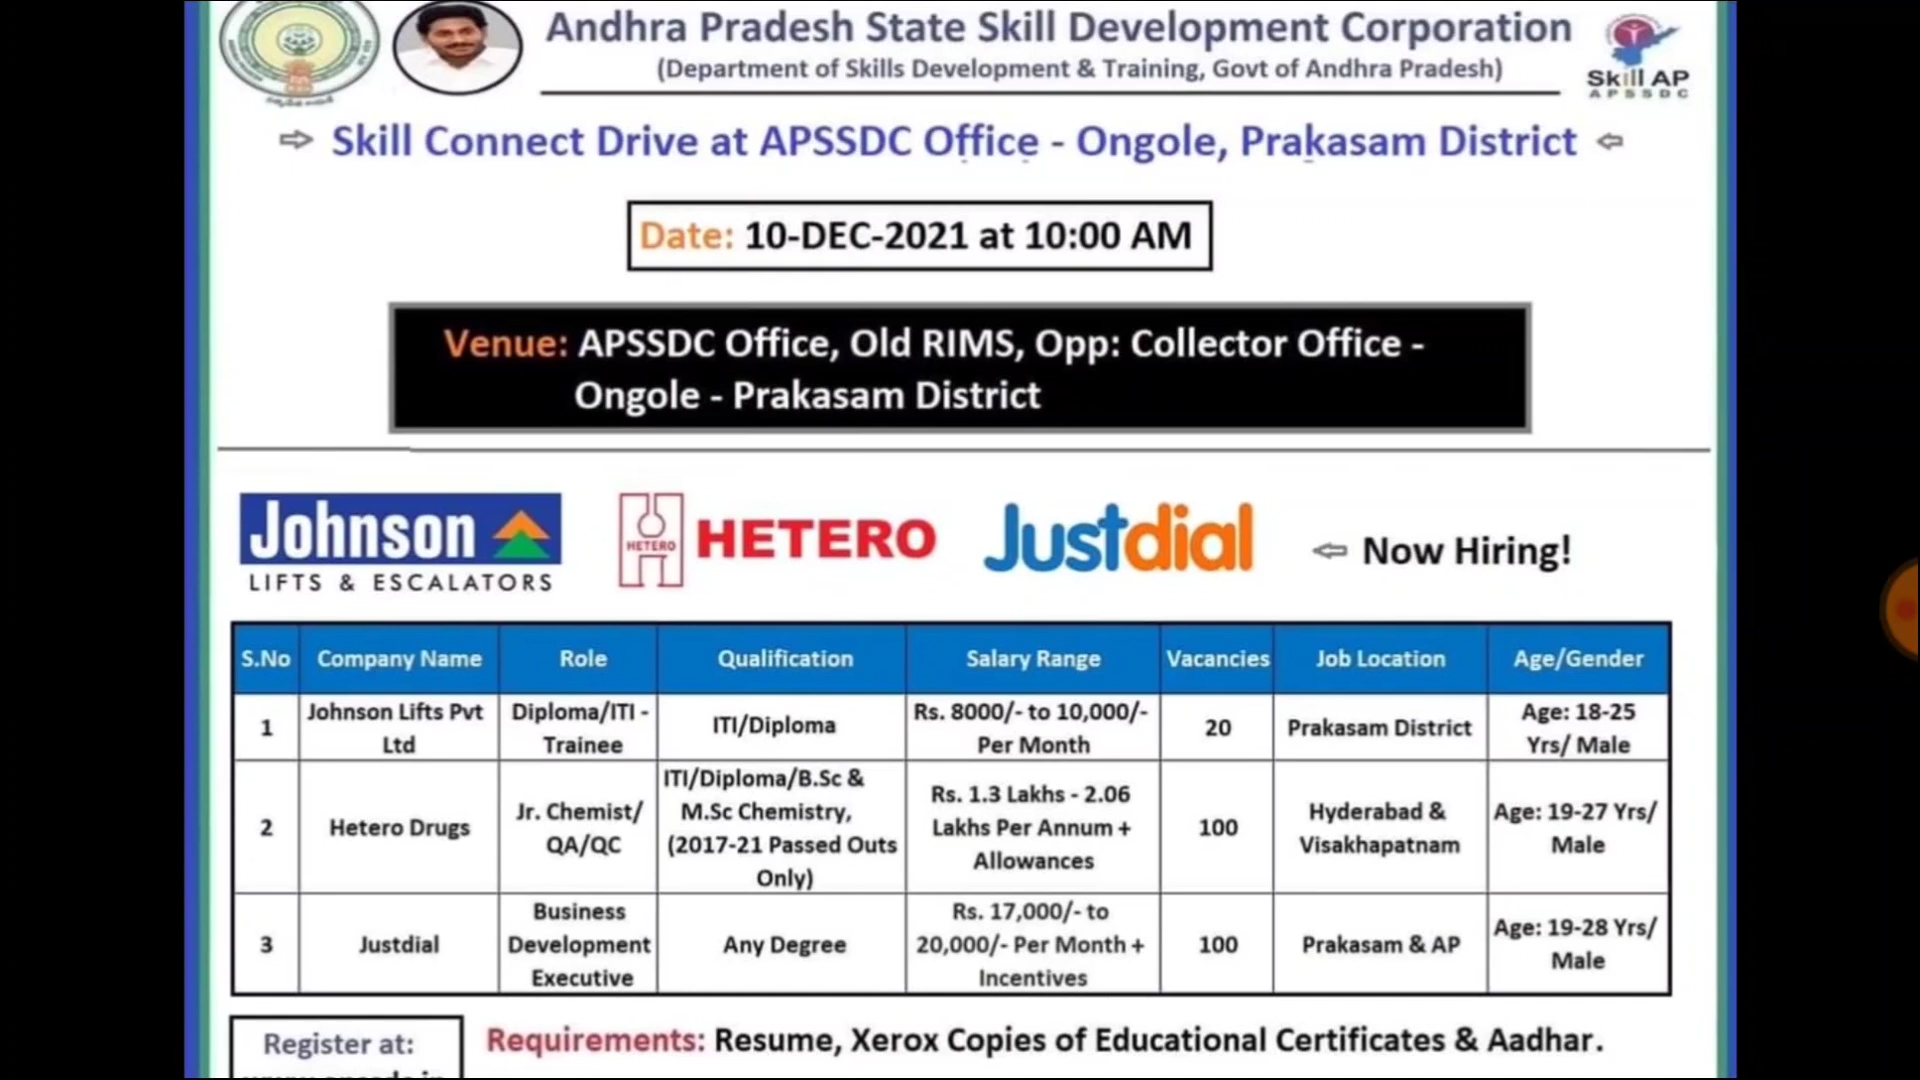 Andhra Pradesh State Skill Development Corporation
(Department of Skills Development & Training, Govt of Andhra Pradesh)
Skill AP
APSSDC
⇨ Skill Connect Drive at APSSDC Office - Ongole, Prakasam District ⇦
Date: 10-DEC-2021 at 10:00 AM
Venue: APSSDC Office, Old RIMS, Opp: Collector Office -
Ongole - Prakasam District
Johnson
LIFTS & ESCALATORS
HETERO
HETERO
Justdial
⇦ Now Hiring!
S.No Company Name Role Qualification Salary Range Vacancies Job Location Age/Gender
1 Johnson Lifts Pvt Ltd Diploma/ITI - Trainee ITI/Diploma Rs. 8000/- to 10,000/- Per Month 20 Prakasam District Age: 18-25 Yrs/ Male
2 Hetero Drugs Jr. Chemist/ QA/QC ITI/Diploma/B.Sc & M.Sc Chemistry, (2017-21 Passed Outs Only) Rs. 1.3 Lakhs - 2.06 Lakhs Per Annum + Allowances 100 Hyderabad & Visakhapatnam Age: 19-27 Yrs/ Male
3 Justdial Business Development Executive Any Degree Rs. 17,000/- to 20,000/- Per Month + Incentives 100 Prakasam & AP Age: 19-28 Yrs/ Male
Register at:
Requirements: Resume, Xerox Copies of Educational Certificates & Aadhar.